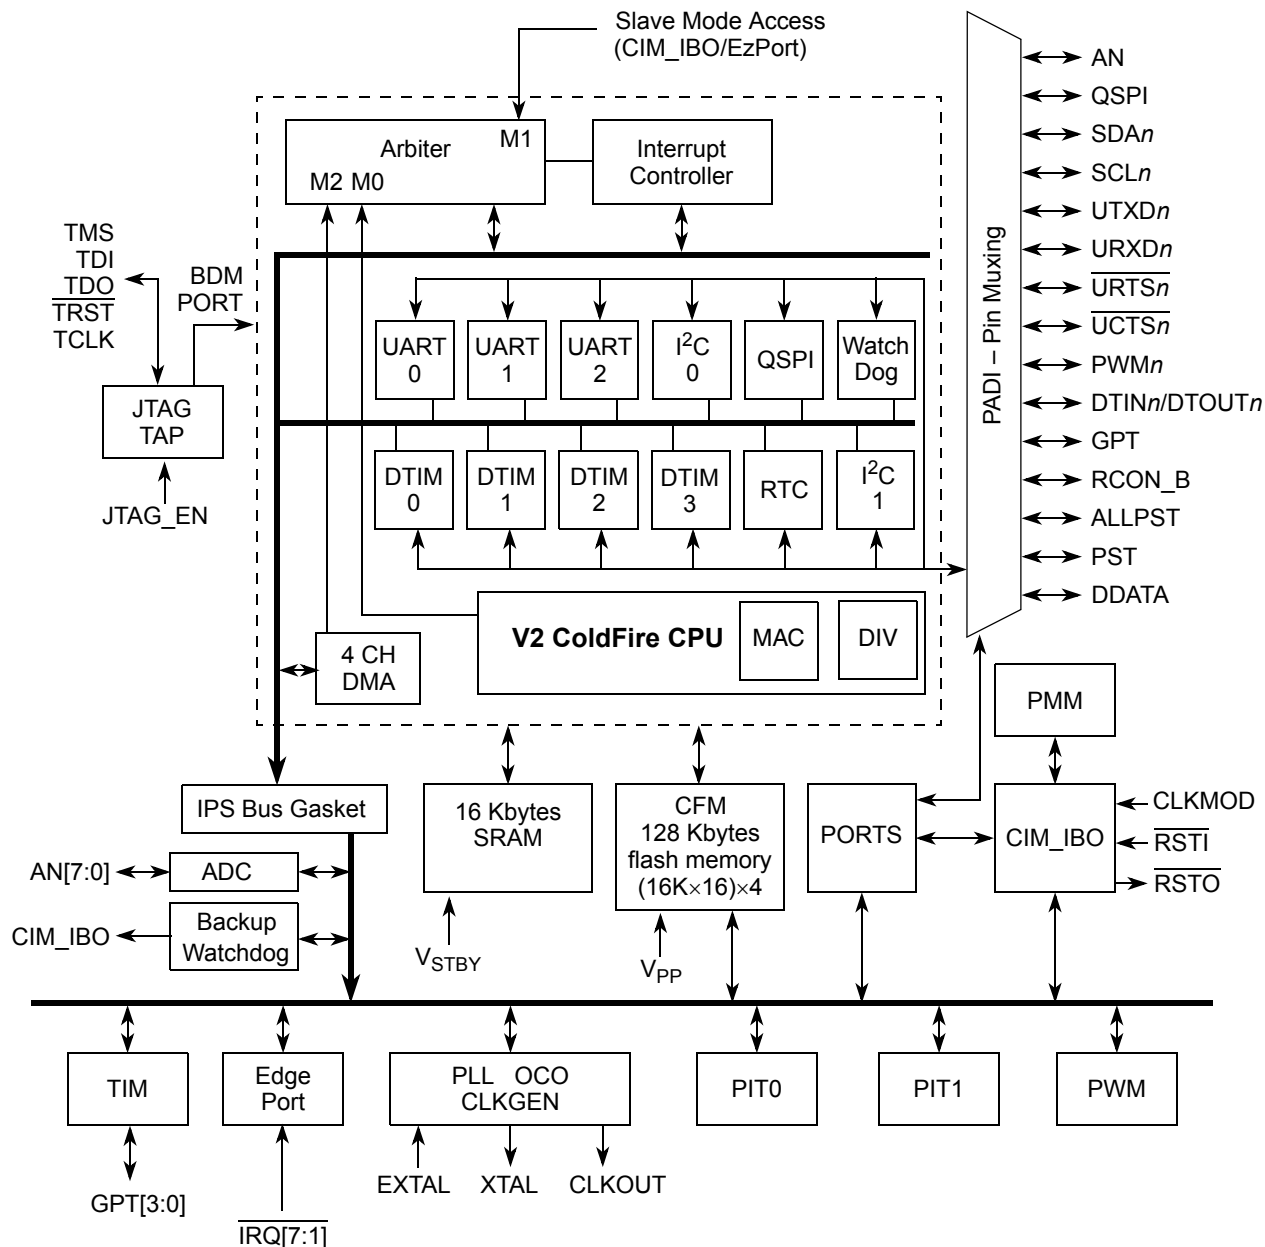 Slave Mode Access
(CIM_IBO/EzPort)
Arbiter
M1
M2 M0
Interrupt
Controller
TMS
TDI
TDO
TRST
TCLK
BDM
PORT
JTAG
TAP
JTAG_EN
UART
0
UART
1
UART
2
I2C
0
QSPI
Watch
Dog
DTIM
0
DTIM
1
DTIM
2
DTIM
3
RTC
I2C
1
V2 ColdFire CPU
MAC
DIV
4 CH
DMA
PADI – Pin Muxing
AN
QSPI
SDAn
SCLn
UTXDn
URXDn
URTSn
UCTSn
PWMn
DTINn/DTOUTn
GPT
RCON_B
ALLPST
PST
DDATA
PMM
IPS Bus Gasket
16 Kbytes
SRAM
CFM
128 Kbytes
flash memory
(16K×16)×4
PORTS
CIM_IBO
CLKMOD
RSTI
RSTO
AN[7:0]
ADC
CIM_IBO
Backup
Watchdog
VSTBY
VPP
TIM
Edge
Port
PLL OCO
CLKGEN
PIT0
PIT1
PWM
GPT[3:0]
IRQ[7:1]
EXTAL
XTAL
CLKOUT